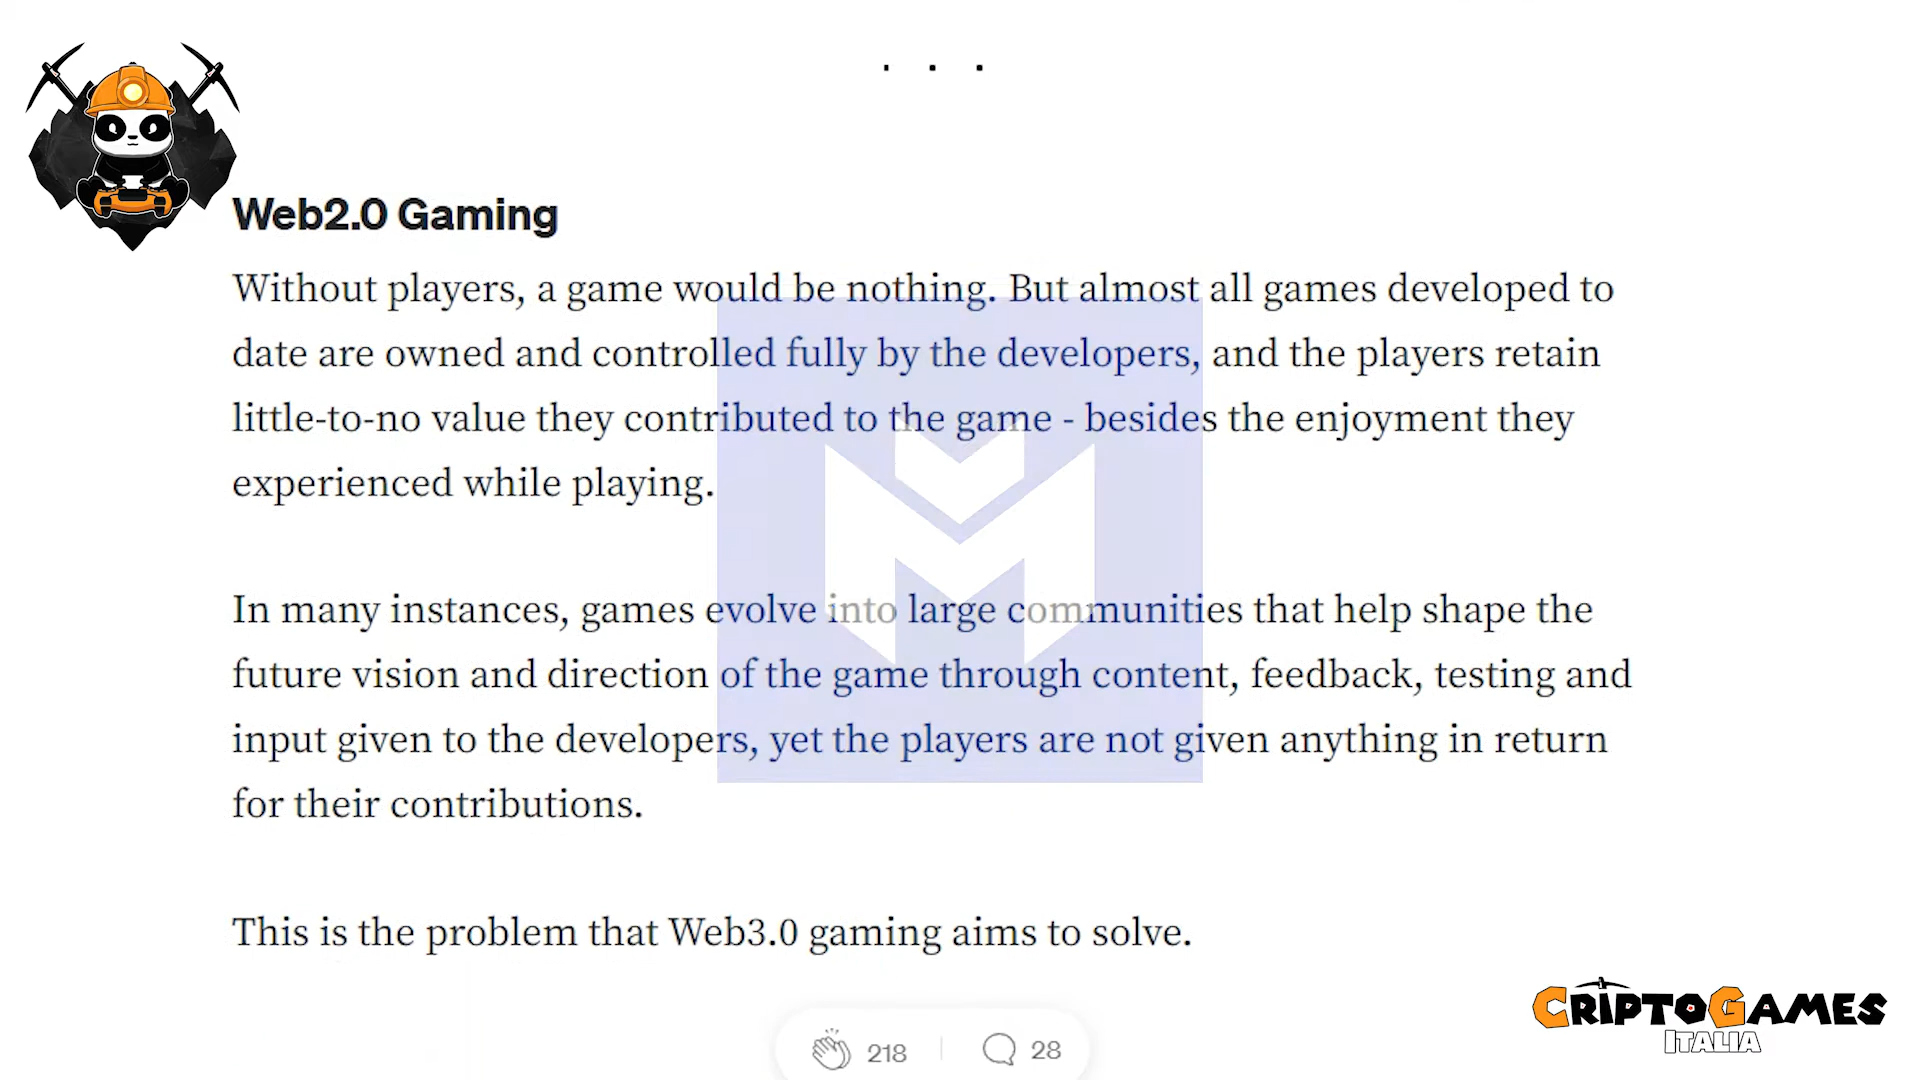 . . .
Web2.0 Gaming
Without players, a game would be nothing. But almost all games developed to
date are owned and controlled fully by the developers, and the players retain
little-to-no value they contributed to the game - besides the enjoyment they
experienced while playing.
In many instances, games evolve into large communities that help shape the
future vision and direction of the game through content, feedback, testing and
input given to the developers, yet the players are not given anything in return
for their contributions.
This is the problem that Web3.0 gaming aims to solve.
218
28
CRIPTOGAMES
ITALIA